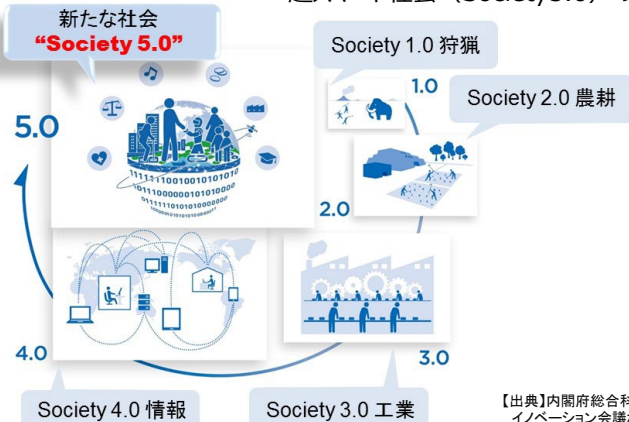 新たな社会
“Society 5.0”
Society 1.0 狩猟
1.0
Society 2.0 農耕
5.0
2.0
4.0
3.0
Society 4.0 情報
Society 3.0 工業
【出典】内閣府総合科
イノベーション会議